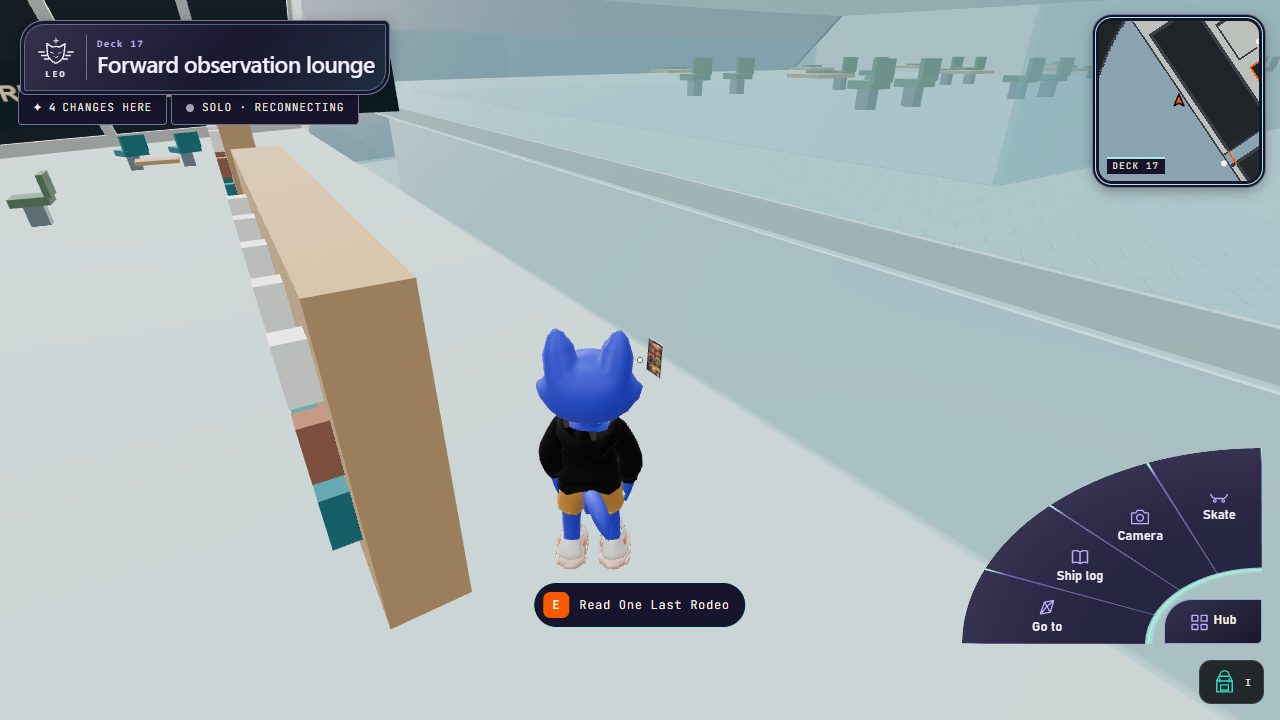 Deck 17
LEO
Forward observation lounge
✦ 4 CHANGES HERE
SOLO · RECONNECTING
DECK 17
Skate
Camera
Ship log
Go to
Hub
E Read One Last Rodeo
I